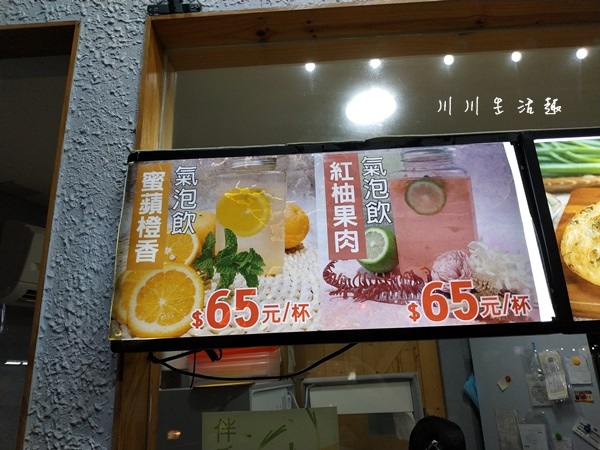 川川生活趣
蜜蘋橙香
氣泡飲
$65元/杯
紅柚果肉
氣泡飲
$65元/杯
伴